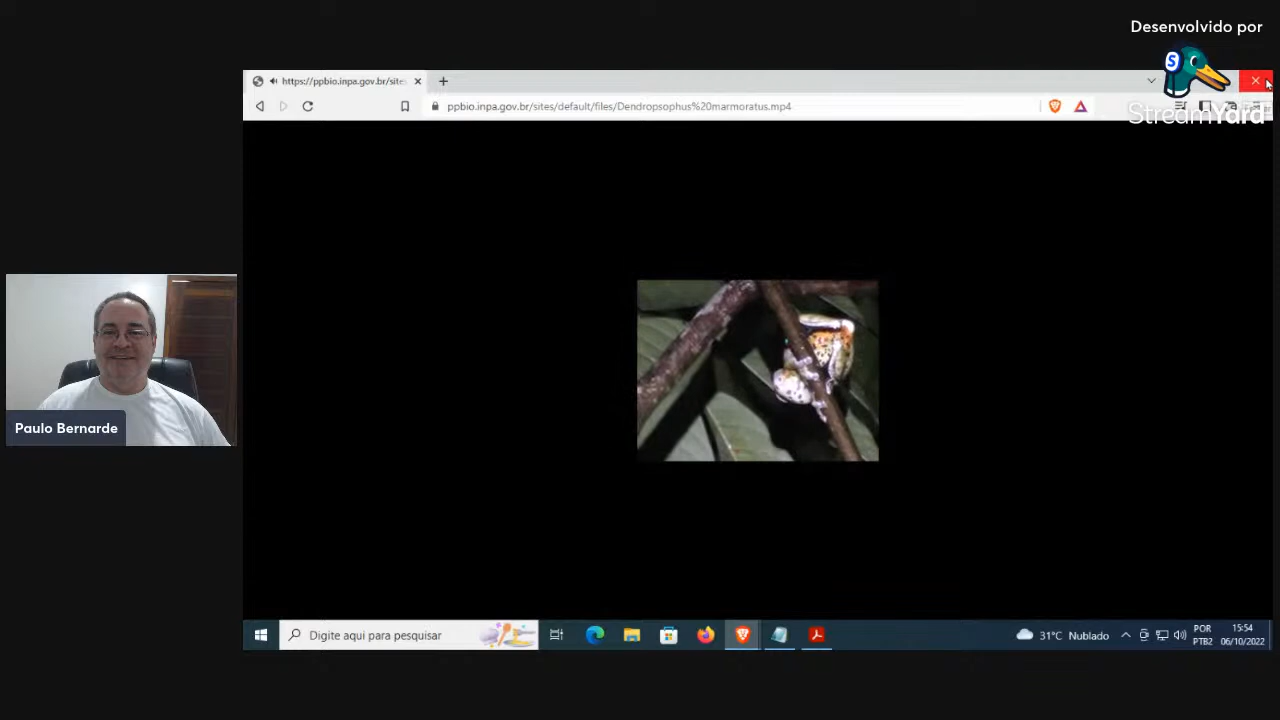 Desenvolvido por
S
StreamYard
https://ppbio.inpa.gov.br/site
ppbio.inpa.gov.br/sites/default/files/Dendropsophus%20marmoratus.mp4
Paulo Bernarde
Digite aqui para pesquisar
31°C Nublado
POR
PTB2
15:54
06/10/2022